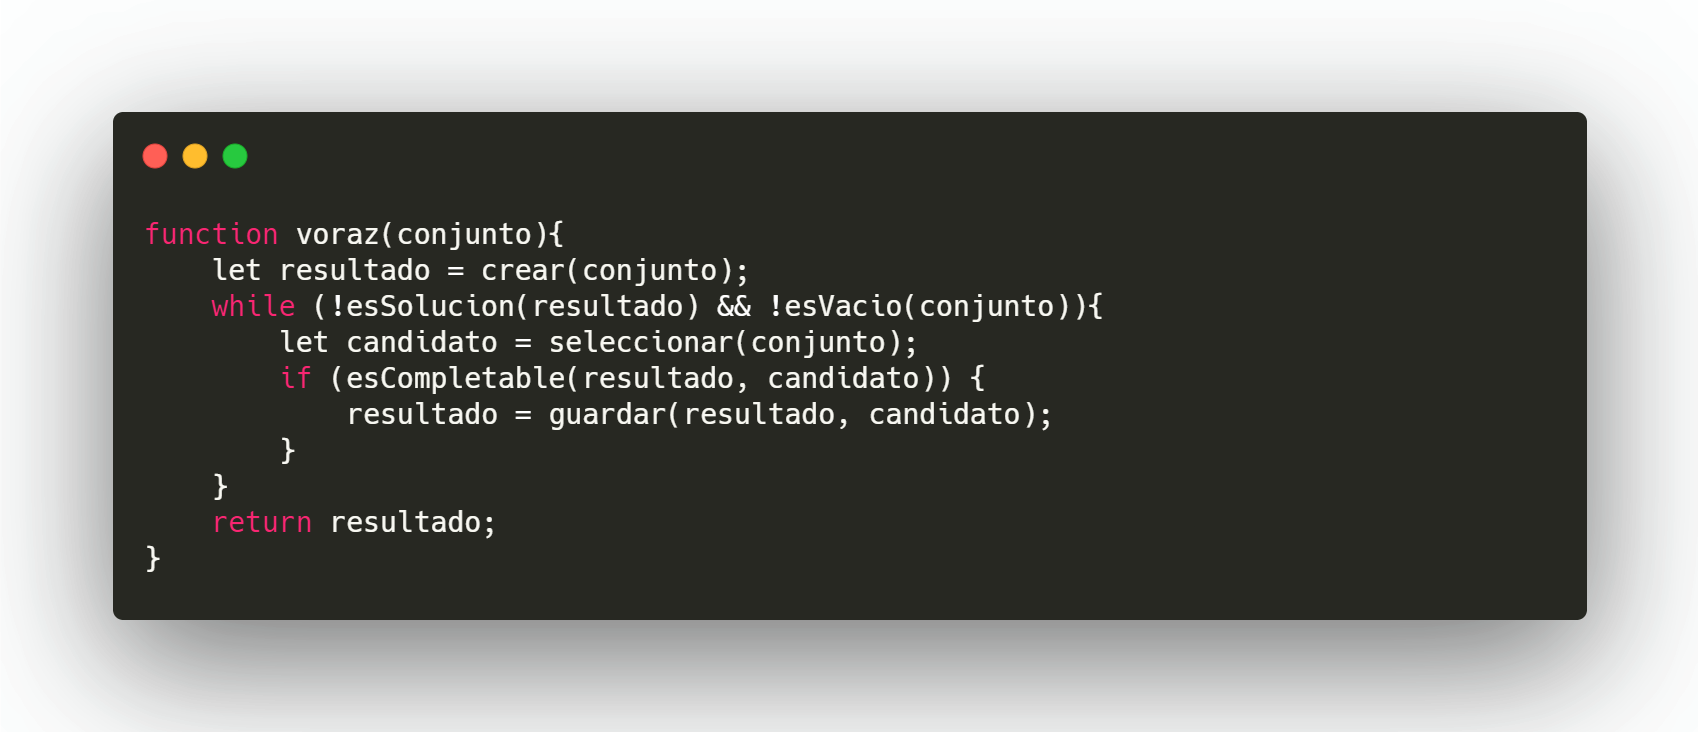 function voraz(conjunto){
    let resultado = crear(conjunto);
    while (!esSolucion(resultado) && !esVacio(conjunto)){
        let candidato = seleccionar(conjunto);
        if (esCompletable(resultado, candidato)) {
            resultado = guardar(resultado, candidato);
        }
    }
    return resultado;
}